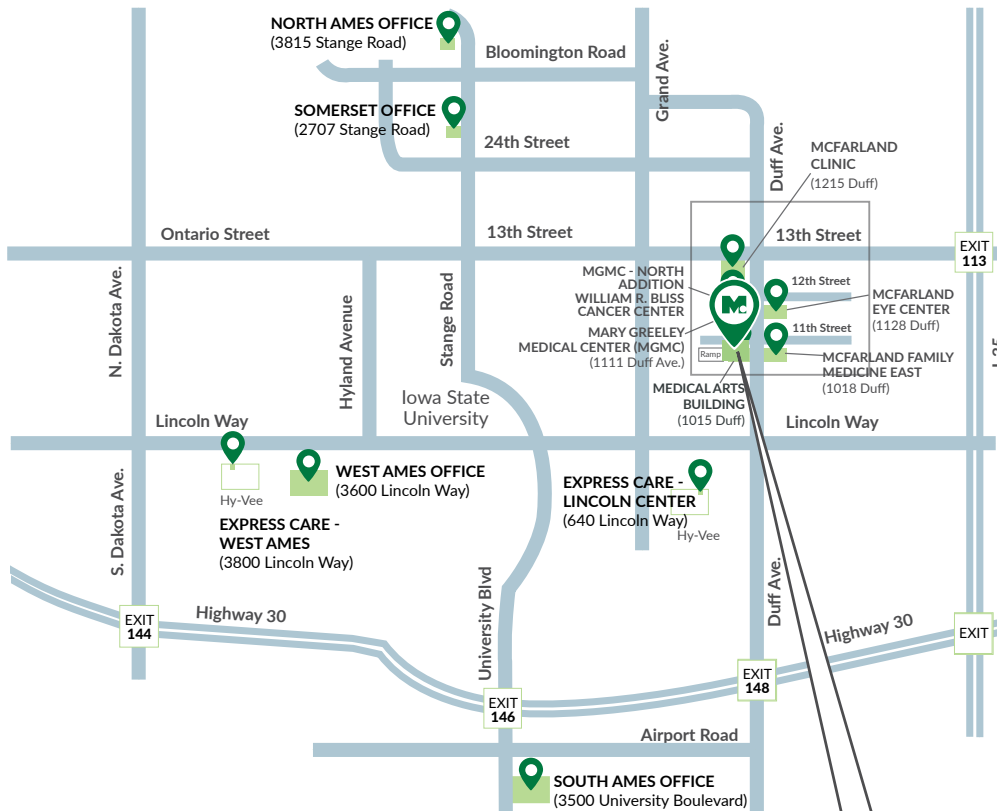 NORTH AMES OFFICE
(3815 Stange Road)
Bloomington Road
Grand Ave.
SOMERSET OFFICE
(2707 Stange Road)
24th Street
Duff Ave.
MCFARLAND
CLINIC
(1215 Duff)
Ontario Street
13th Street
13th Street
EXIT
113
N. Dakota Ave.
Hyland Avenue
Stange Road
MGMC - NORTH
ADDITION
WILLIAM R. BLISS
CANCER CENTER
12th Street
MCFARLAND
EYE CENTER
(1128 Duff)
MARY GREELEY
MEDICAL CENTER (MGMC)
(1111 Duff Ave.)
Mc
11th Street
Ramp
MCFARLAND FAMILY
MEDICINE EAST
(1018 Duff)
MEDICAL ARTS
BUILDING
(1015 Duff)
Iowa State
University
Lincoln Way
Lincoln Way
S. Dakota Ave.
Hy-Vee
WEST AMES OFFICE
(3600 Lincoln Way)
EXPRESS CARE -
WEST AMES
(3800 Lincoln Way)
EXPRESS CARE -
LINCOLN CENTER
(640 Lincoln Way)
Hy-Vee
University Blvd
Duff Ave.
EXIT
144
Highway 30
Highway 30
EXIT
EXIT
146
EXIT
148
Airport Road
SOUTH AMES OFFICE
(3500 University Boulevard)